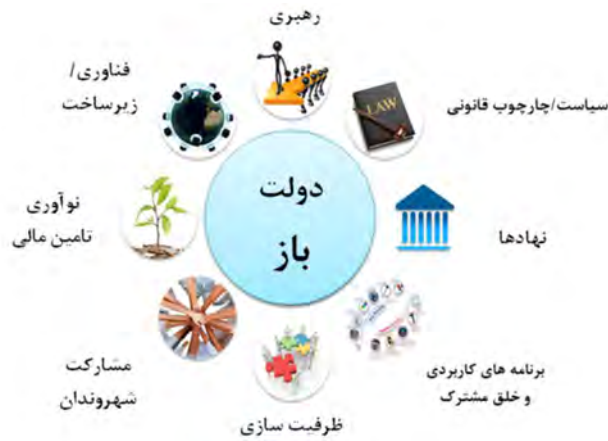 رهبری
سیاست/چارچوب قانونی
LAW
نهادها
برنامه های کاربردی
و خلق مشترک
ظرفیت سازی
مشارکت
شهروندان
نوآوری
تامین مالی
فناوری/
زیرساخت
دولت
باز